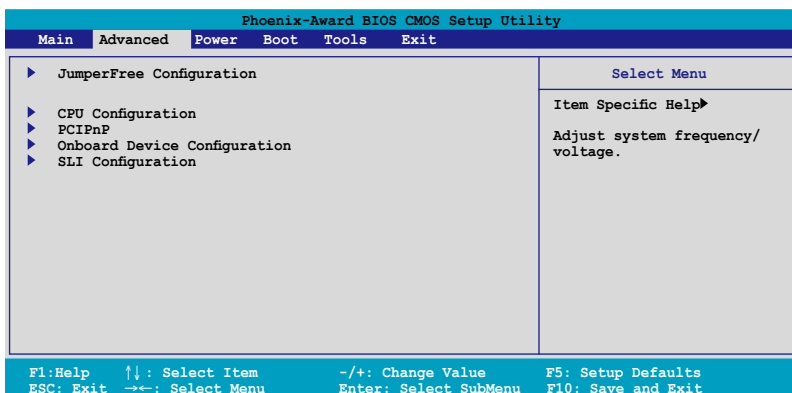 Phoenix-Award BIOS CMOS Setup Utility
Main Advanced Power Boot Tools Exit
JumperFree Configuration
CPU Configuration
PCIPnP
Onboard Device Configuration
SLI Configuration
Select Menu
Item Specific Help
Adjust system frequency/
voltage.
F1:Help ↑↓: Select Item -/+: Change Value F5: Setup Defaults
ESC: Exit →←: Select Menu Enter: Select SubMenu F10: Save and Exit